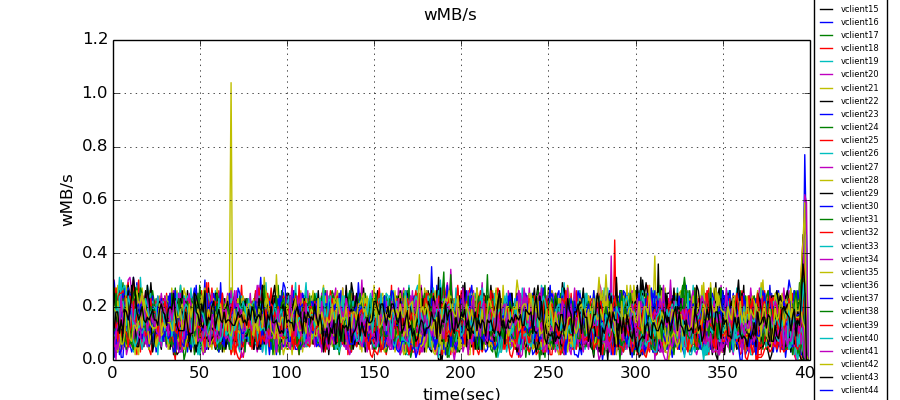 wMB/s
1.2
1.0
0.8
0.6
0.4
0.2
0.0
wMB/s
0 50 100 150 200 250 300 350 40
time(sec)
vclient15
vclient16
vclient17
vclient18
vclient19
vclient20
vclient21
vclient22
vclient23
vclient24
vclient25
vclient26
vclient27
vclient28
vclient29
vclient30
vclient31
vclient32
vclient33
vclient34
vclient35
vclient36
vclient37
vclient38
vclient39
vclient40
vclient41
vclient42
vclient43
vclient44